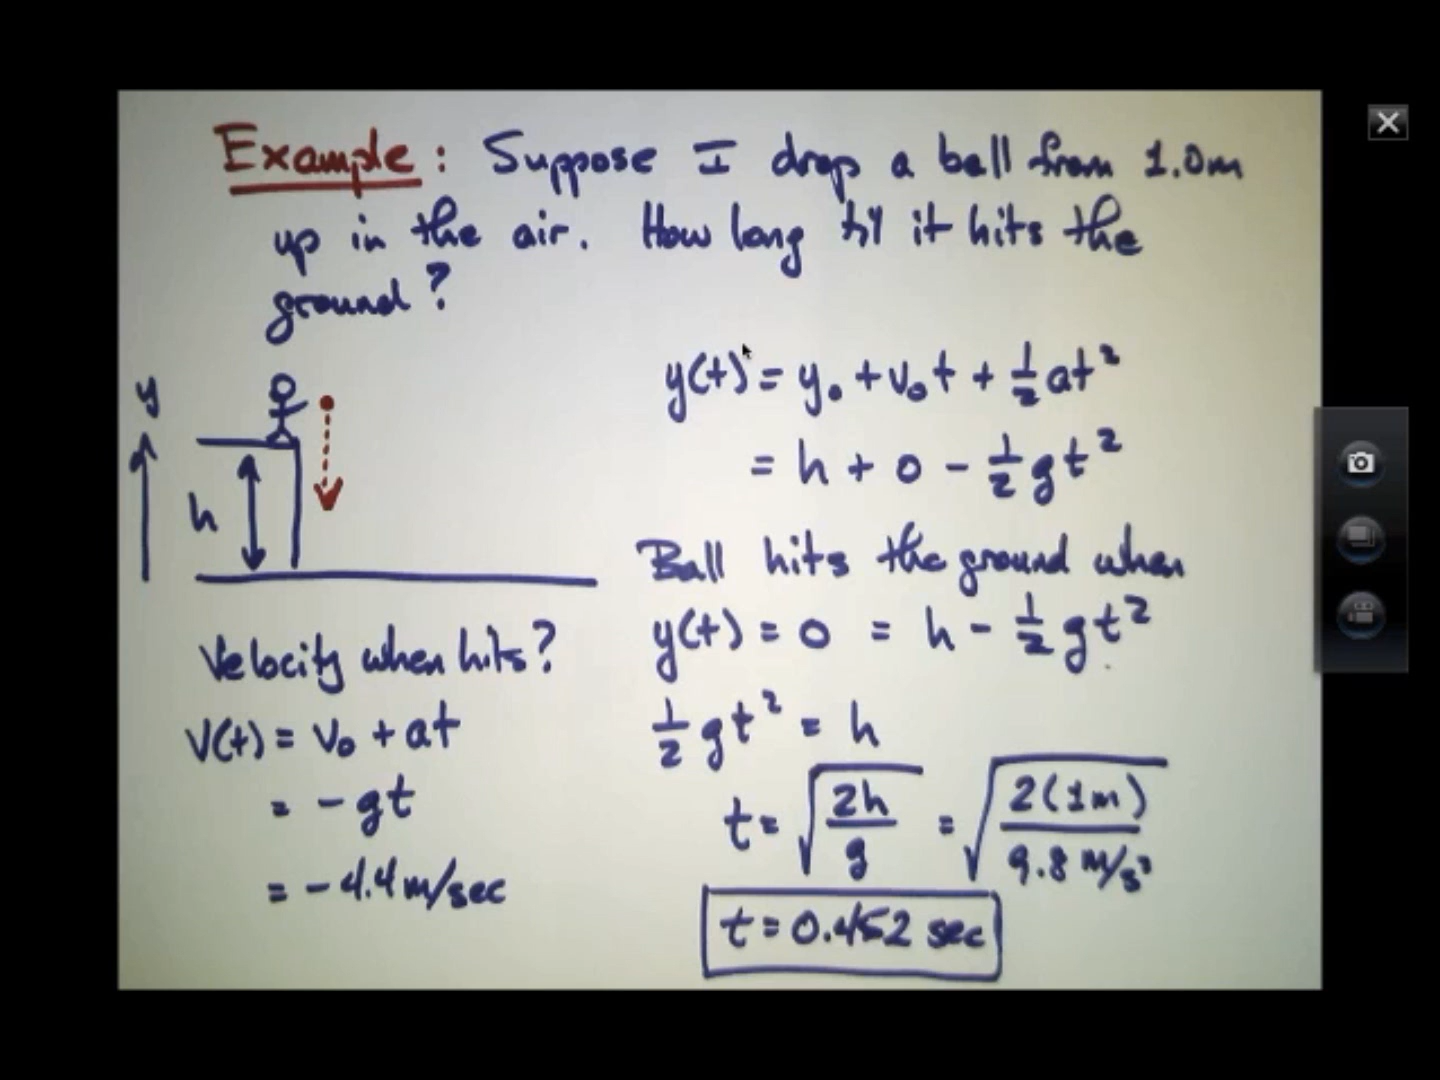 Example: Suppose I drop a ball from 1.0m
up in the air. How long til it hits the
ground?
y
h
y(t) = y₀ + v₀t + ½at²
= h + 0 - ½gt²
Ball hits the ground when
y(t) = 0 = h - ½gt²
½gt² = h
t = √(2h/g) = √(2(1m)/9.8 m/s²)
t = 0.452 sec
Velocity when hits?
V(t) = v₀ + at
= -gt
= -4.4m/sec